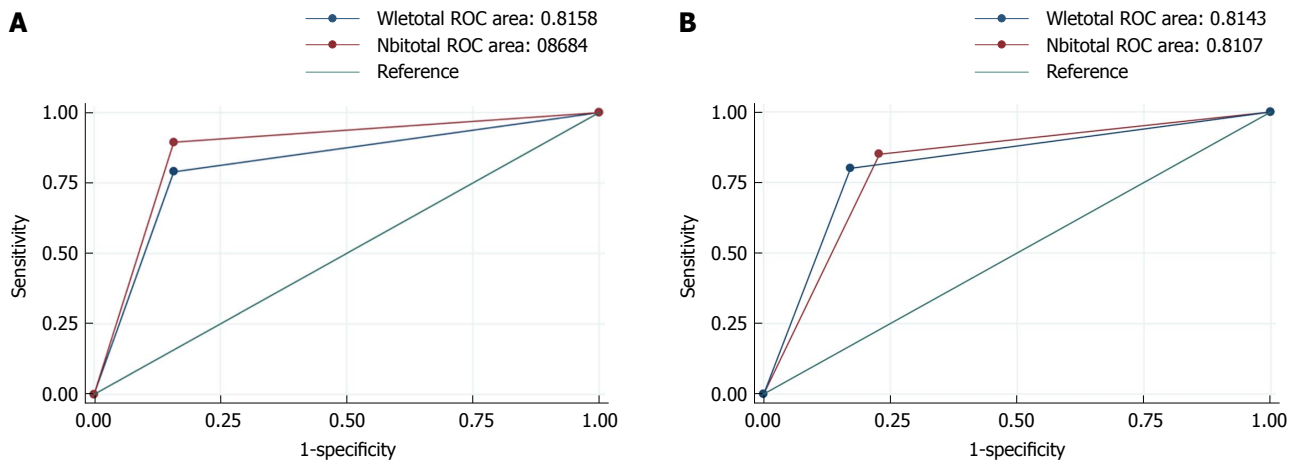 A
Wletotal ROC area: 0.8158
Nbitotal ROC area: 08684
Reference
1.00
0.75
0.50
0.25
0.00
Sensitivity
0.00 0.25 0.50 0.75 1.00
1-specificity
B
Wletotal ROC area: 0.8143
Nbitotal ROC area: 0.8107
Reference
1.00
0.75
0.50
0.25
0.00
Sensitivity
0.00 0.25 0.50 0.75 1.00
1-specificity